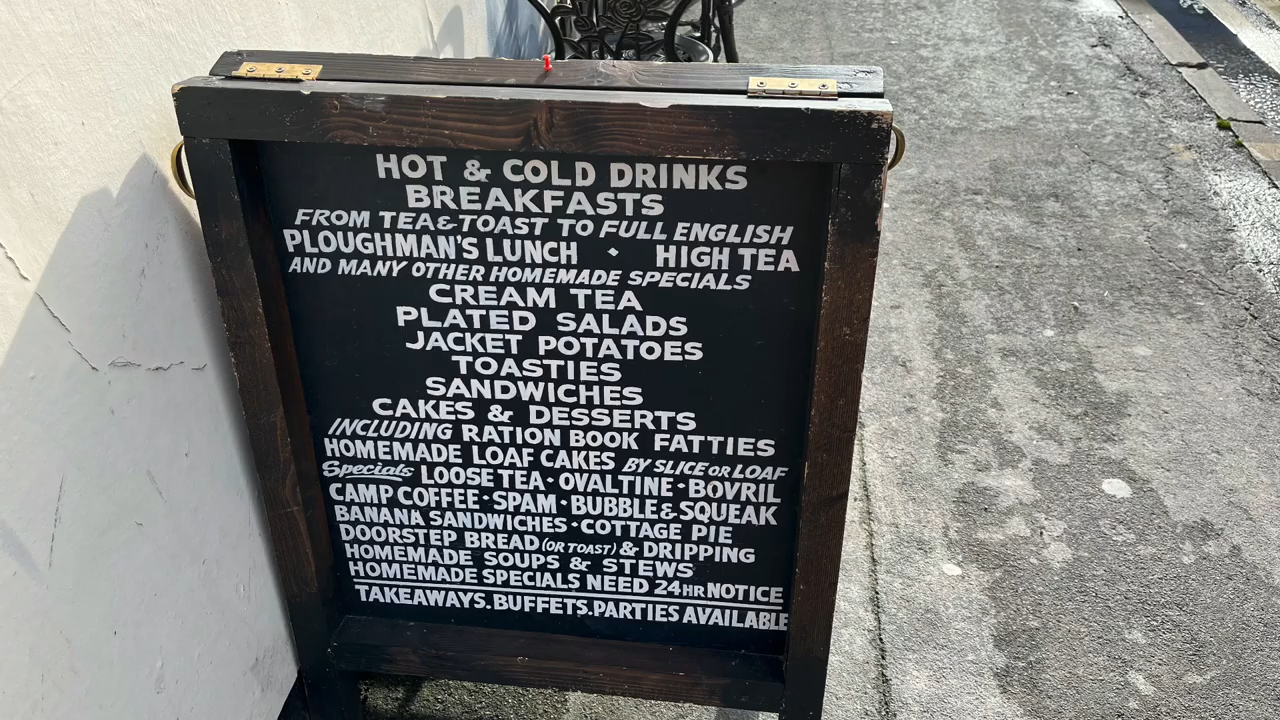 HOT & COLD DRINKS
BREAKFASTS
FROM TEA & TOAST TO FULL ENGLISH
PLOUGHMAN'S LUNCH • HIGH TEA
AND MANY OTHER HOMEMADE SPECIALS
CREAM TEA
PLATED SALADS
JACKET POTATOES
TOASTIES
SANDWICHES
CAKES & DESSERTS
INCLUDING RATION BOOK FATTIES
HOMEMADE LOAF CAKES BY SLICE OR LOAF
Specials LOOSE TEA • OVALTINE • BOVRIL
CAMP COFFEE • SPAM • BUBBLE & SQUEAK
BANANA SANDWICHES • COTTAGE PIE
DOORSTEP BREAD (OR TOAST) & DRIPPING
HOMEMADE SOUPS & STEWS
HOMEMADE SPECIALS NEED 24HR NOTICE
TAKEAWAYS.BUFFETS.PARTIES AVAILABLE